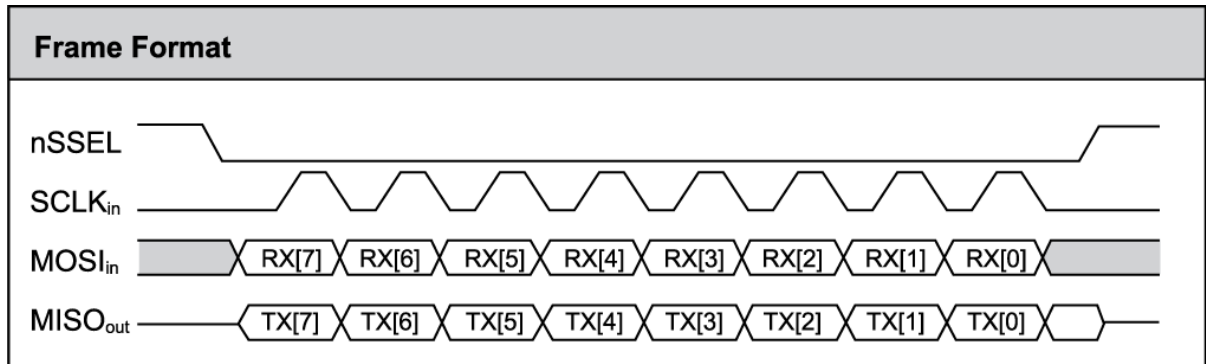 Frame Format
nSSEL
SCLKin
MOSIin RX[7] RX[6] RX[5] RX[4] RX[3] RX[2] RX[1] RX[0]
MISOout TX[7] TX[6] TX[5] TX[4] TX[3] TX[2] TX[1] TX[0]